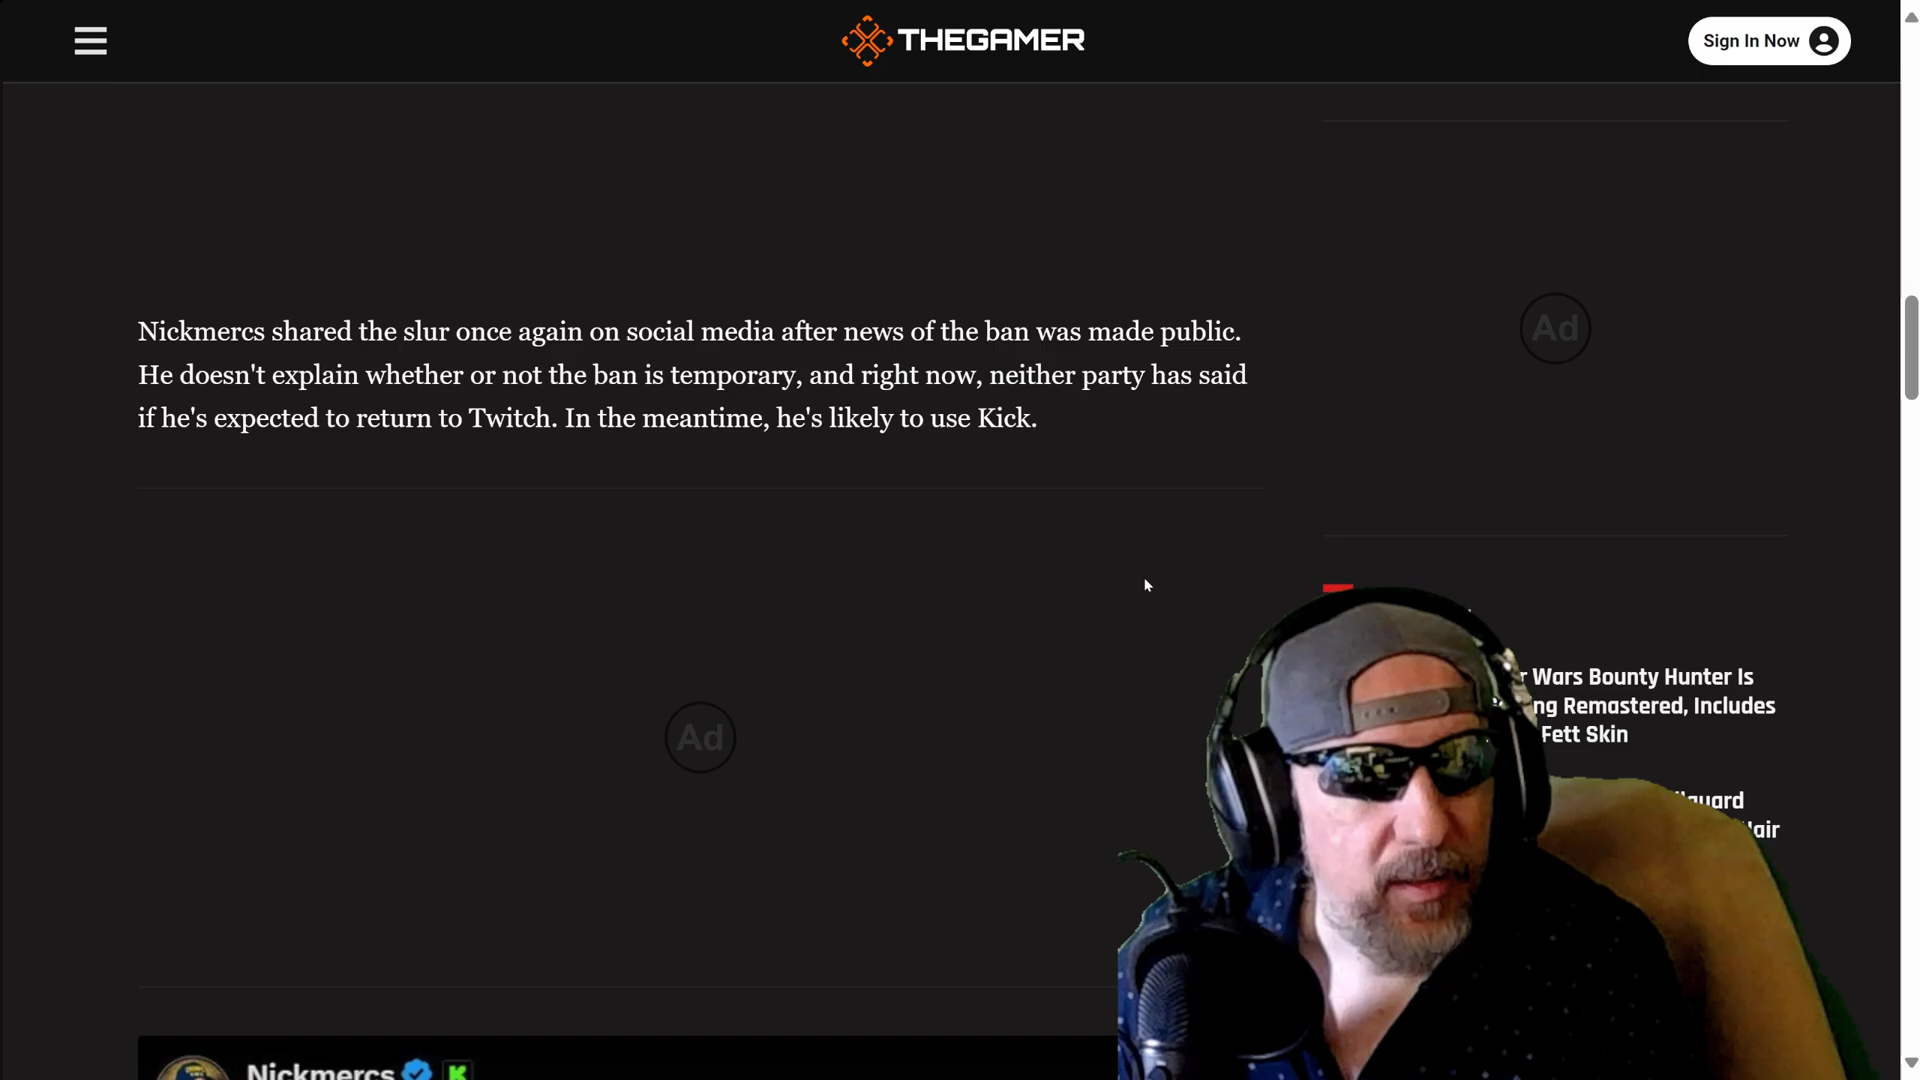 THEGAMER
Sign In Now
Nickmercs shared the slur once again on social media after news of the ban was made public.
He doesn't explain whether or not the ban is temporary, and right now, neither party has said
if he's expected to return to Twitch. In the meantime, he's likely to use Kick.
Ad
Ad
Wars Bounty Hunter Is
Remastered, Includes
Fett Skin
Nickmercs